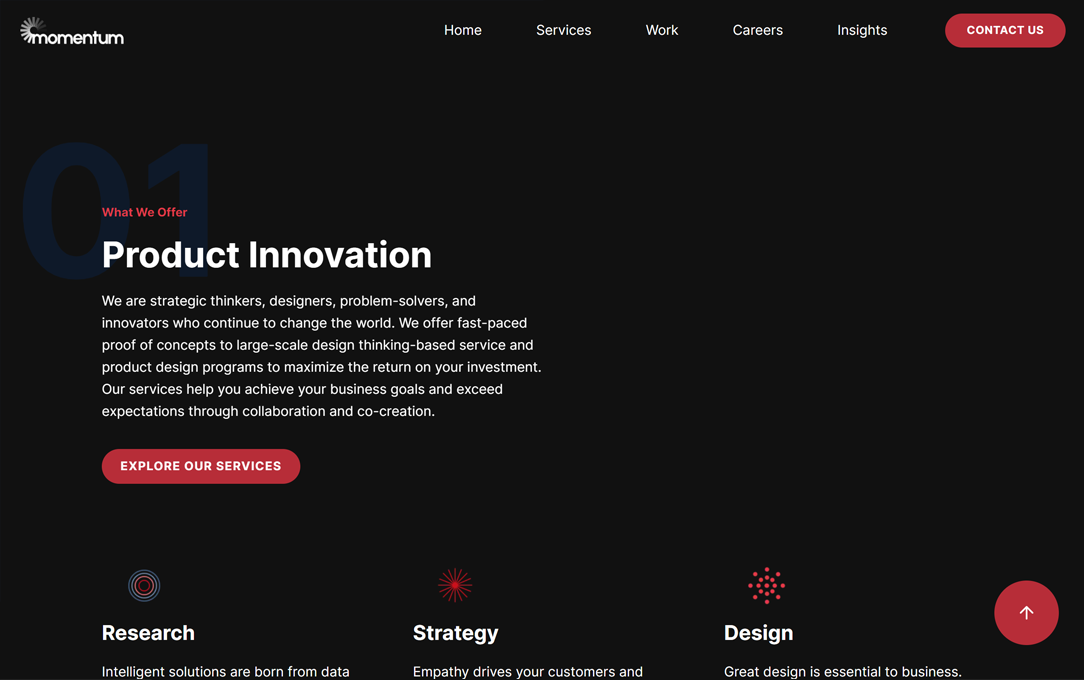 momentum
Home Services Work Careers Insights CONTACT US
01
What We Offer
Product Innovation
We are strategic thinkers, designers, problem-solvers, and
innovators who continue to change the world. We offer fast-paced
proof of concepts to large-scale design thinking-based service and
product design programs to maximize the return on your investment.
Our services help you achieve your business goals and exceed
expectations through collaboration and co-creation.
EXPLORE OUR SERVICES
Research
Intelligent solutions are born from data
Strategy
Empathy drives your customers and
Design
Great design is essential to business.